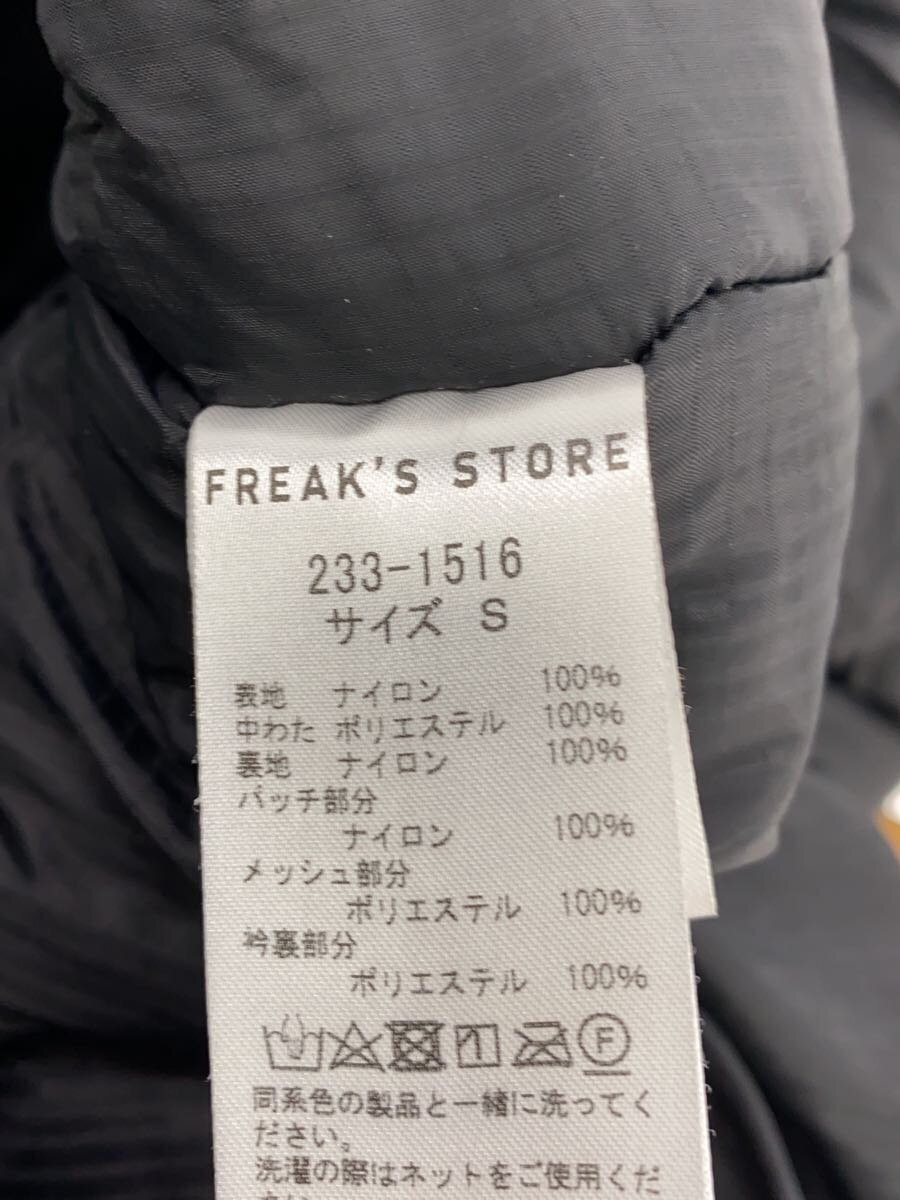 FREAK'S STORE
233-1516
サイズ S
表地 ナイロン 100%
中わた ポリエステル 100%
裏地 ナイロン 100%
パッチ部分
ナイロン 100%
メッシュ部分
ポリエステル 100%
衿裏部分
ポリエステル 100%
F
同系色の製品と一緒に洗ってく
ださい。
洗濯の際はネットをご使用くだ
さい。